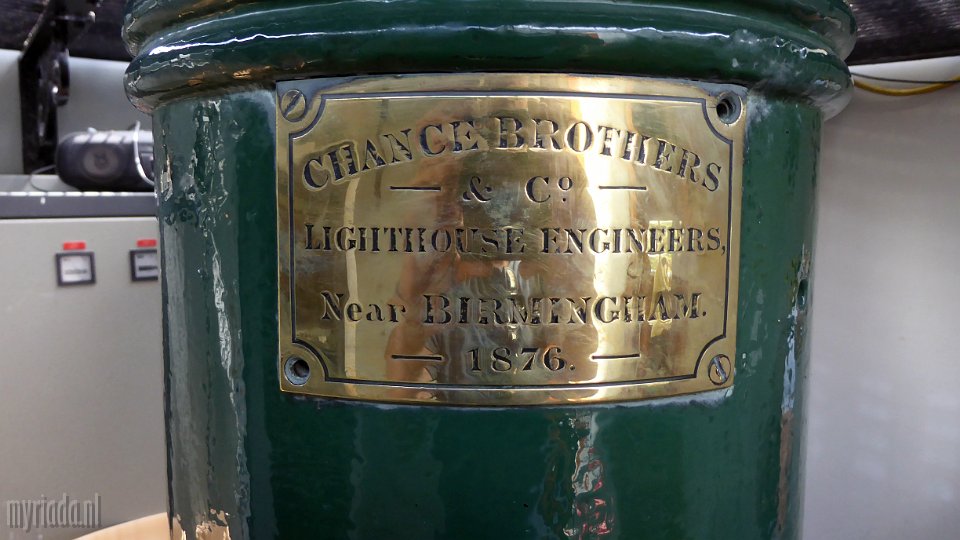 CHANCE BROTHERS
— & Cº. —
LIGHTHOUSE ENGINEERS,
Near BIRMINGHAM.
— 1876. —
myriada.nl